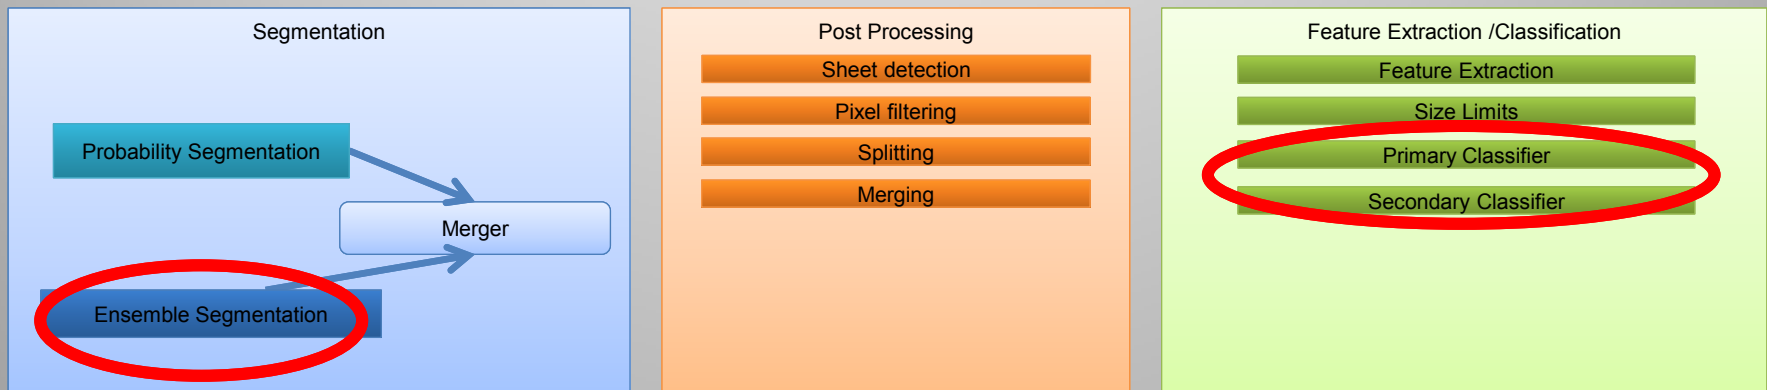 Segmentation
Probability Segmentation
Merger
Ensemble Segmentation
Post Processing
Sheet detection
Pixel filtering
Splitting
Merging
Feature Extraction /Classification
Feature Extraction
Size Limits
Primary Classifier
Secondary Classifier